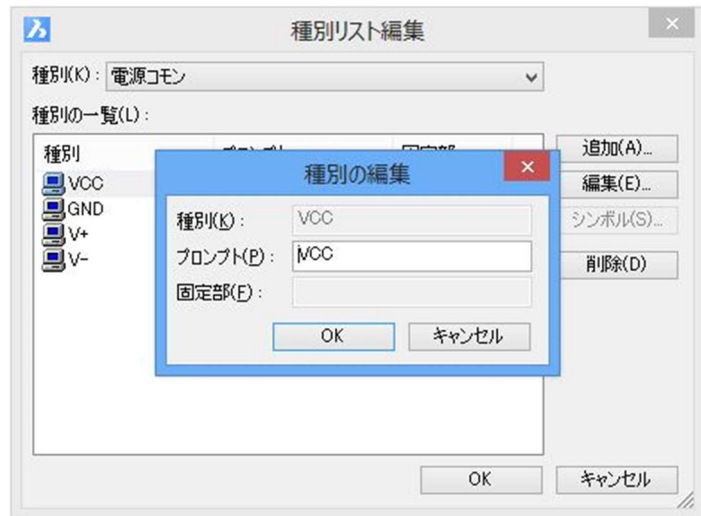 種別リスト編集
種別(K): 電源コモン
種別の一覧(L):
種別
VCC
GND
V+
V-
追加(A)...
編集(E)...
シンボル(S)...
削除(D)
種別の編集
種別(K): VCC
プロンプト(P): VCC
固定部(F):
OK キャンセル
OK キャンセル